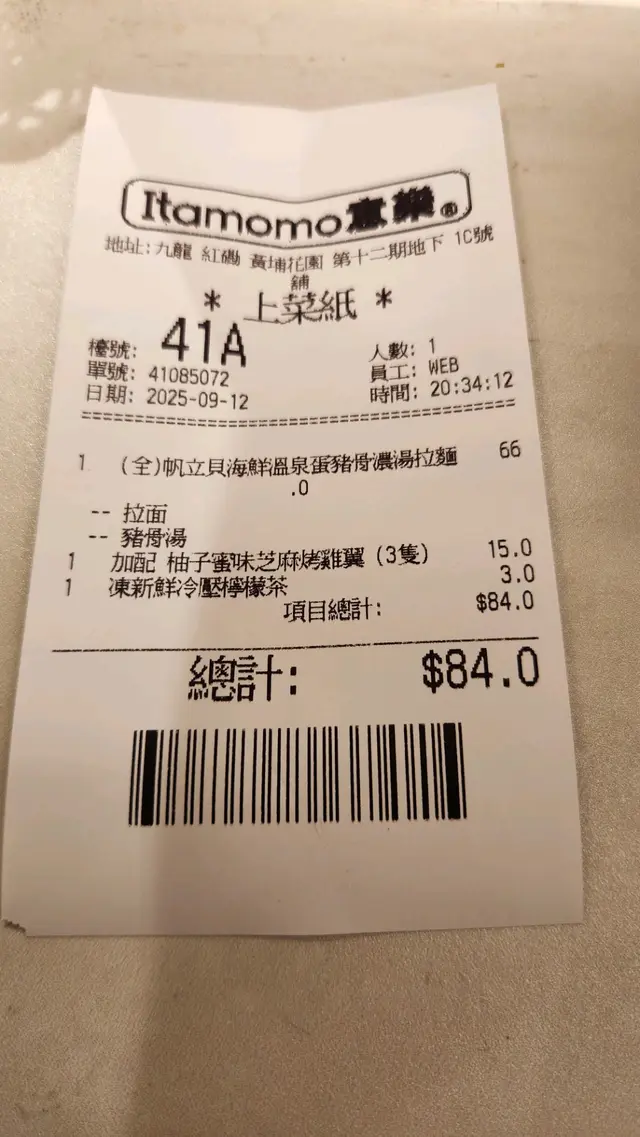 Itamomo意樂®
地址:九龍 紅磡 黃埔花園 第十二期地下 1C號
舖
* 上菜紙 *
檯號: 41A
人數: 1
單號: 41085072
員工: WEB
日期: 2025-09-12
時間: 20:34:12
1 (全)帆立貝海鮮溫泉蛋豬骨濃湯拉麵 66
.0
-- 拉面
-- 豬骨湯
1 加配 柚子蜜味芝麻烤雞翼 (3隻) 15.0
1 凍新鮮冷壓檸檬茶 3.0
項目總計: $84.0
總計: $84.0